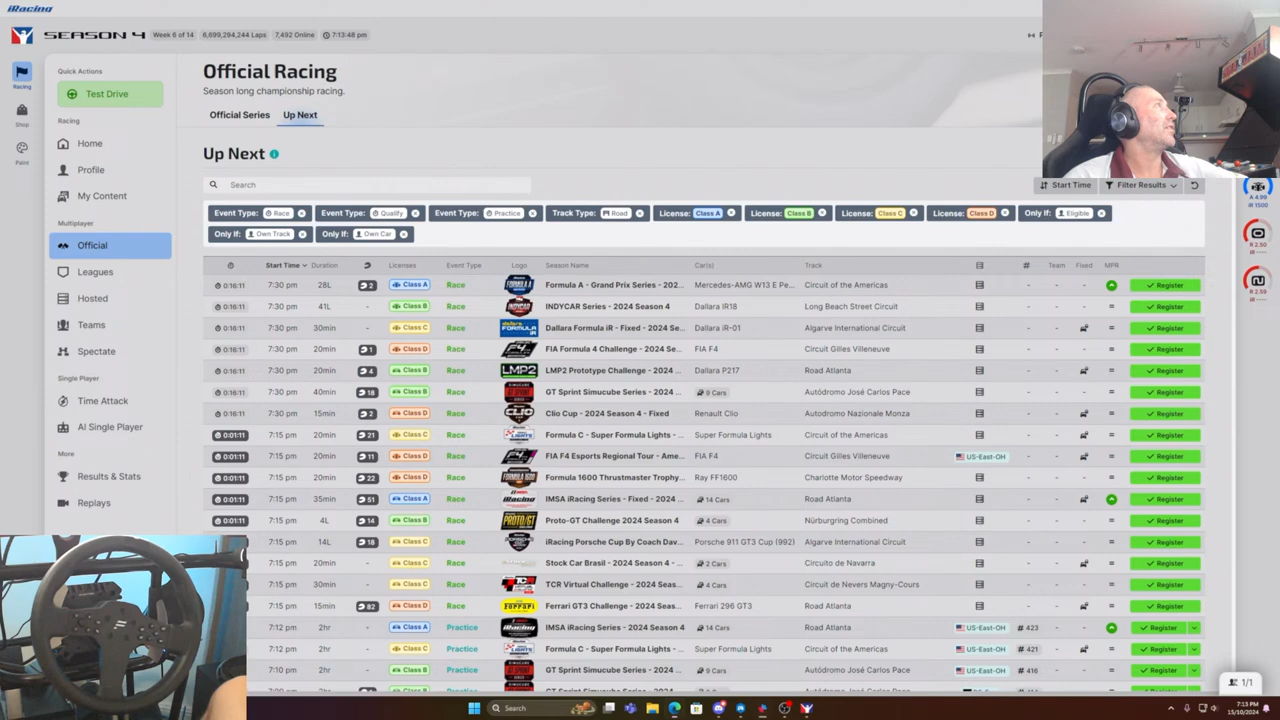 iRacing
SEASON 4 Week 6 of 14 6,699,294,244 Laps 7,492 Online 7:13:48 pm
Racing
Shop
Paint
Quick Actions
Test Drive
Racing
Home
Profile
My Content
Multiplayer
Official
Leagues
Hosted
Teams
Spectate
Single Player
Time Attack
AI Single Player
More
Results & Stats
Replays
Official Racing
Season long championship racing.
Official Series Up Next
Up Next
Search Start Time Filter Results
Event Type: Race Event Type: Qualify Event Type: Practice Track Type: Road License: Class A License: Class B License: Class C License: Class D Only If: Eligible
Only If: Own Track Only If: Own Car
Start Time Duration Licenses Event Type Logo Season Name Car(s) Track # Team Fixed MPR
0:16:11 7:30 pm 28L 2 Class A Race Formula A - Grand Prix Series - 202... Mercedes-AMG W13 E Pe... Circuit of the Americas - - - Register
0:16:11 7:30 pm 41L - Class B Race INDYCAR Series - 2024 Season 4 Dallara IR18 Long Beach Street Circuit - - - = Register
0:16:11 7:30 pm 30min - Class C Race Dallara Formula iR - Fixed - 2024 Se... Dallara iR-01 Algarve International Circuit - - = Register
0:16:11 7:30 pm 20min 1 Class D Race FIA Formula 4 Challenge - 2024 Se... FIA F4 Circuit Gilles Villeneuve - - = Register
0:16:11 7:30 pm 20min 4 Class B Race LMP2 Prototype Challenge - 2024 ... Dallara P217 Road Atlanta - - = Register
0:16:11 7:30 pm 40min 18 Class B Race GT Sprint Simucube Series - 2024 ... 9 Cars Autódromo José Carlos Pace - - - = Register
0:16:11 7:30 pm 15min 2 Class D Race Clio Cup - 2024 Season 4 - Fixed Renault Clio Autodromo Nazionale Monza - - = Register
0:01:11 7:15 pm 20min 21 Class C Race Formula C - Super Formula Lights - ... Super Formula Lights Circuit of the Americas - - - = Register
0:01:11 7:15 pm 20min 11 Class D Race FIA F4 Esports Regional Tour - Ame... FIA F4 Circuit Gilles Villeneuve US-East-OH - - = Register
0:01:11 7:15 pm 20min 22 Class D Race Formula 1600 Thrustmaster Trophy... Ray FF1600 Charlotte Motor Speedway - - = Register
0:01:11 7:15 pm 35min 51 Class A Race IMSA iRacing Series - Fixed - 2024 ... 14 Cars Road Atlanta - - Register
0:01:11 7:15 pm 4L 14 Class B Race Proto-GT Challenge 2024 Season 4 4 Cars Nürburgring Combined - - - = Register
0:01:11 7:15 pm 14L 18 Class C Race iRacing Porsche Cup By Coach Dav... Porsche 911 GT3 Cup (992) Algarve International Circuit - - - = Register
7:15 pm 20min - Class C Race Stock Car Brasil - 2024 Season 4 - ... 2 Cars Circuito de Navarra - - = Register
7:15 pm 30min - Class C Race TCR Virtual Challenge - 2024 Seas... 4 Cars Circuit de Nevers Magny-Cours - - - = Register
7:15 pm 15min 82 Class D Race Ferrari GT3 Challenge - 2024 Seas... Ferrari 296 GT3 Road Atlanta - - = Register
7:12 pm 2hr - Class A Practice IMSA iRacing Series - 2024 Season 4 14 Cars Road Atlanta US-East-OH # 423 - - Register
7:12 pm 2hr - Class C Practice Formula C - Super Formula Lights - ... Super Formula Lights Circuit of the Americas US-East-OH # 421 - - = Register
7:10 pm 2hr - Class B Practice GT Sprint Simucube Series - 2024 ... 9 Cars Autódromo José Carlos Pace US-East-OH # 416 - - = Register
A 4.99
iR 1500
R 2.50
R 2.59
1/1
Search
7:13 PM
15/10/2024